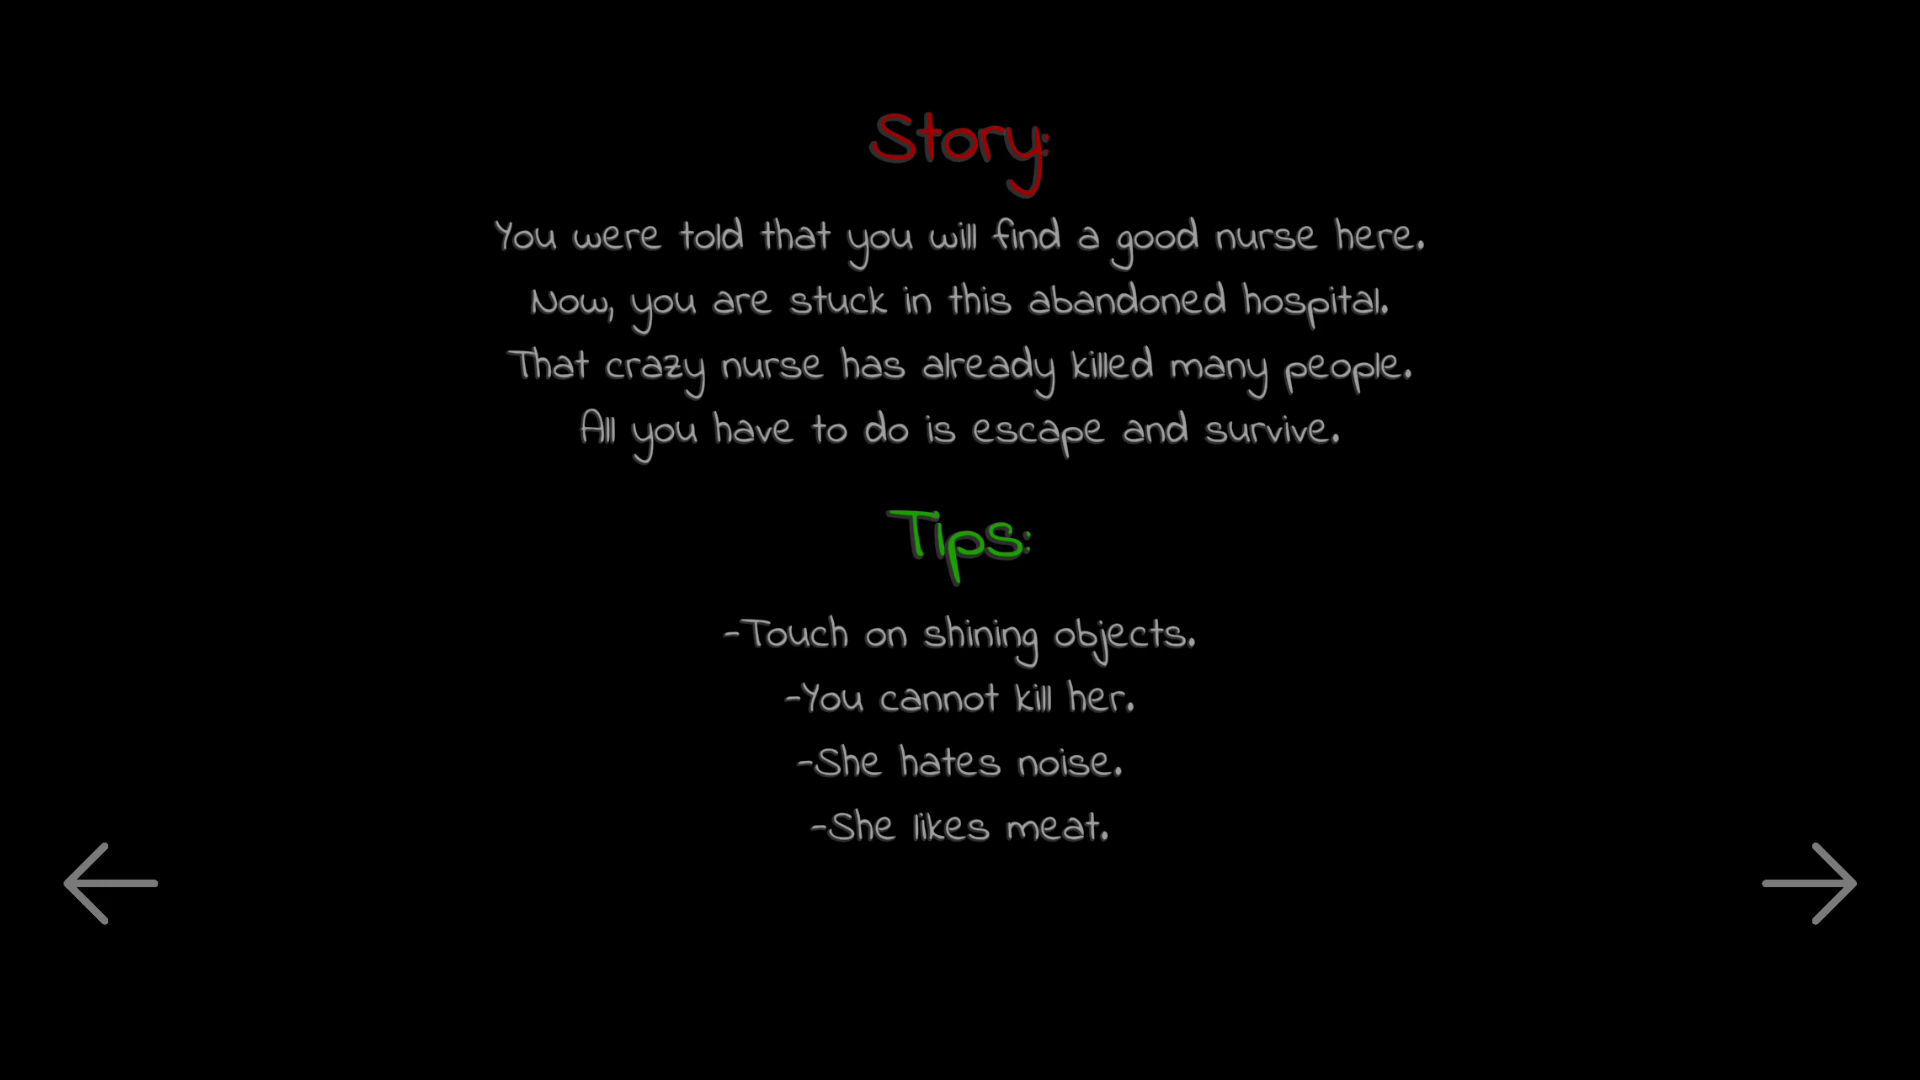 Story:
You were told that you will find a good nurse here.
Now, you are stuck in this abandoned hospital.
That crazy nurse has already killed many people.
All you have to do is escape and survive.
Tips:
-Touch on shining objects.
-You cannot kill her.
-She hates noise.
-She likes meat.